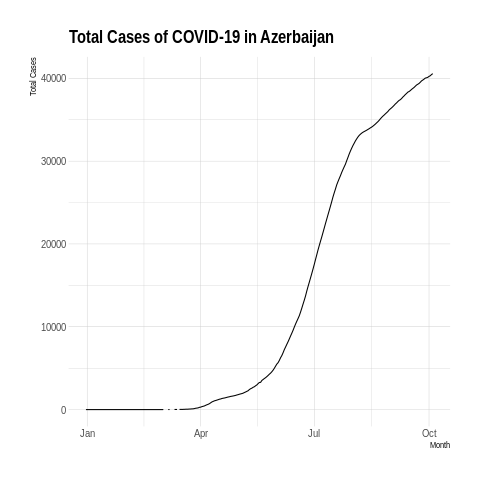 Total Cases of COVID-19 in Azerbaijan
Total Cases
40000
30000
20000
10000
0
Jan Apr Jul Oct
Month